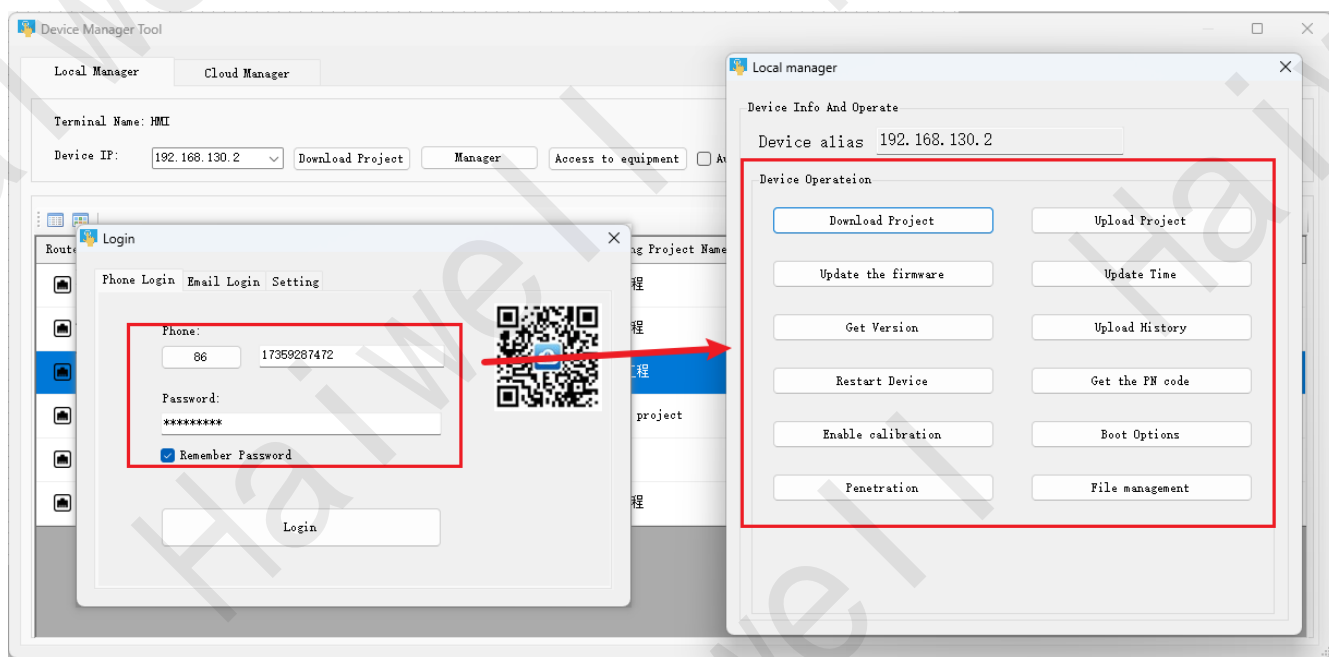 Device Manager Tool
Local Manager
Cloud Manager
Terminal Name: HMI
Device IP:
192.168.130.2
Download Project
Manager
Access to equipment
Login
Phone Login
Email Login
Setting
Phone:
86
17359287472
Password:
*********
Remember Password
Login
Project Name
程
程
程
project
程
Local manager
Device Info And Operate
Device alias
192.168.130.2
Device Operateion
Download Project
Upload Project
Update the firmware
Update Time
Get Version
Upload History
Restart Device
Get the PN code
Enable calibration
Boot Options
Penetration
File management
Haiwell